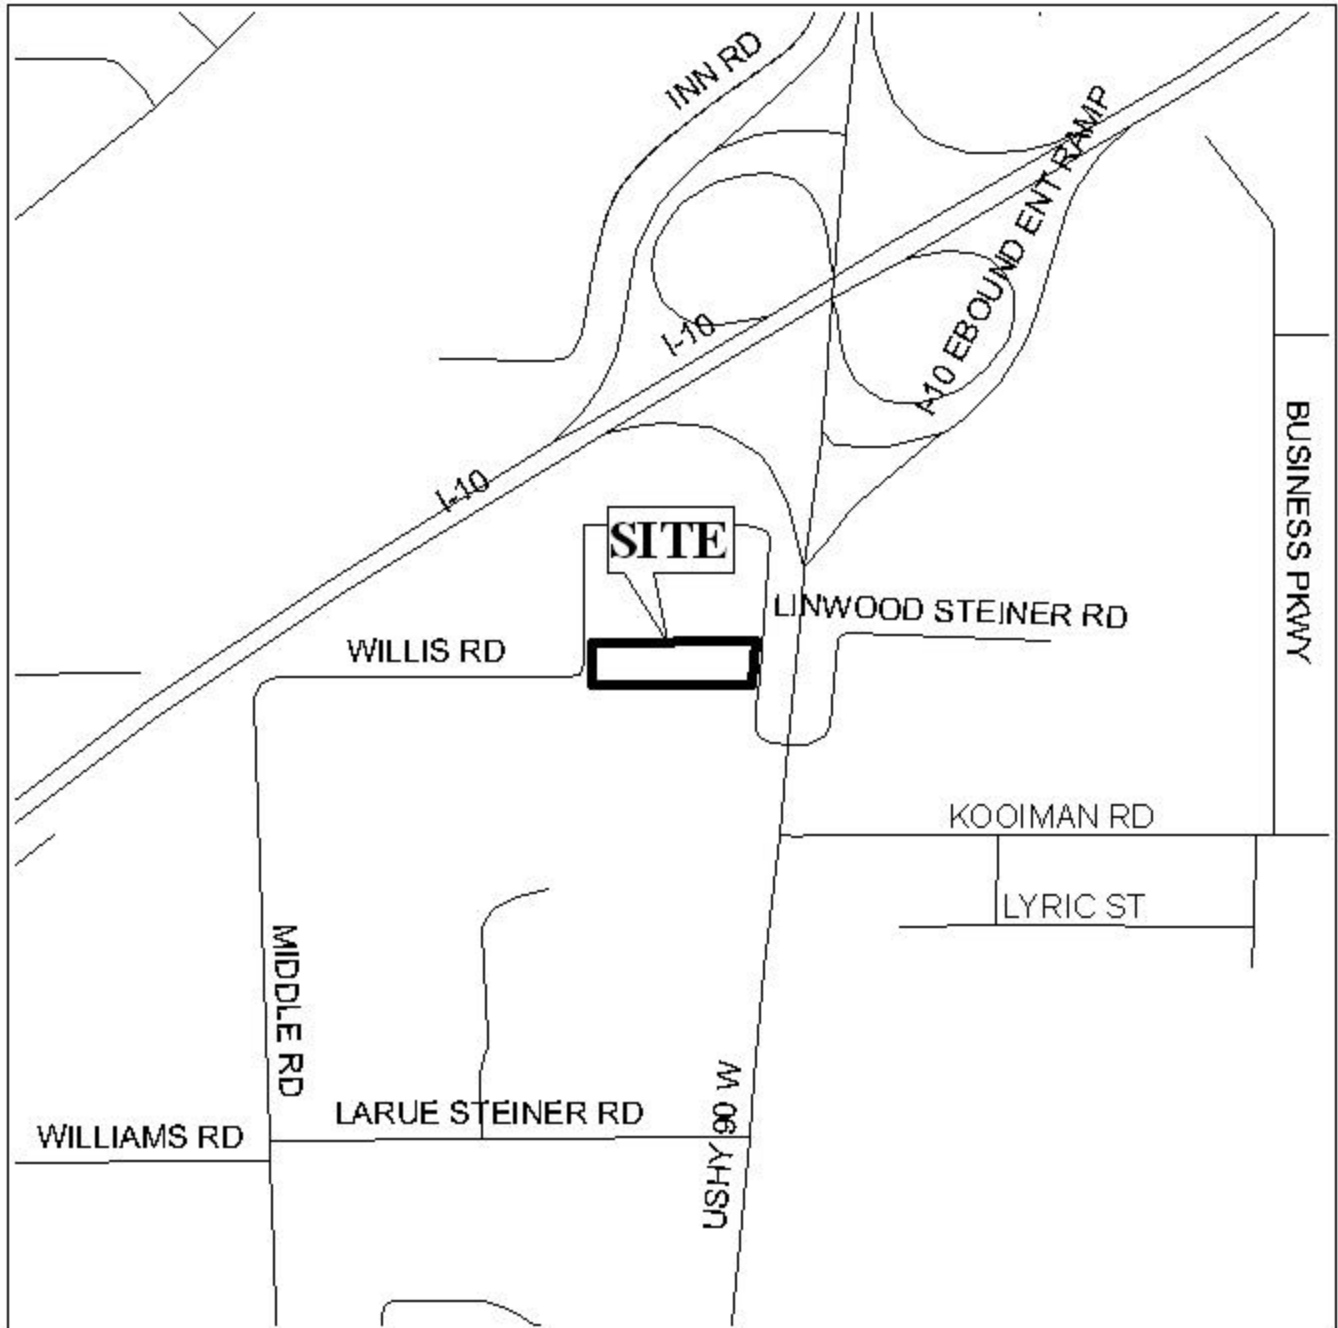 INN RD
I-10 EBOUND ENT RAMP
I-10
I-10
BUSINESS PKWY
SITE
LINWOOD STEINER RD
WILLIS RD
KOOIMAN RD
LYRIC ST
MIDDLE RD
USHY 90 W
LARUE STEINER RD
WILLIAMS RD